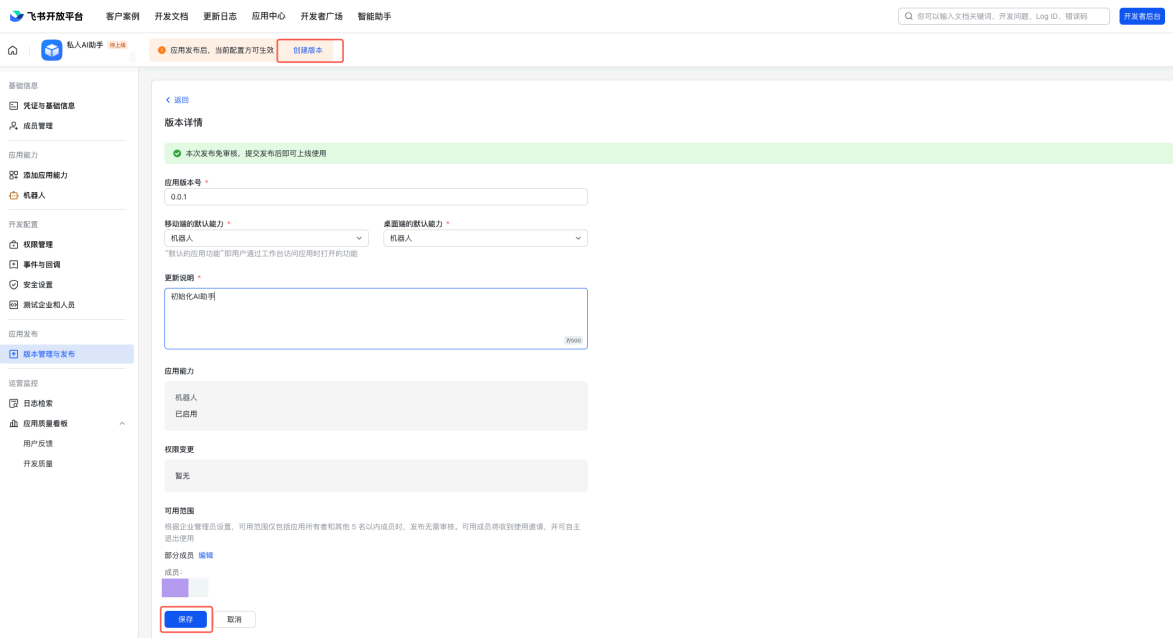 飞书开放平台
客户案例 开发文档 更新日志 应用中心 开发者广场 智能助手
你可以输入文档关键词、开发问题、Log ID、错误码
开发者后台
私人AI助手 待上线
应用发布后，当前配置方可生效 创建版本
基础信息
凭证与基础信息
成员管理
应用能力
添加应用能力
机器人
开发配置
权限管理
事件与回调
安全设置
测试企业和人员
应用发布
版本管理与发布
运营监控
日志检索
应用质量看板
用户反馈
开发质量
返回
版本详情
本次发布免审核，提交发布后即可上线使用
应用版本号 *
0.0.1
移动端的默认能力 * 桌面端的默认能力 *
机器人 机器人
"默认的应用功能"即用户通过工作台访问应用时打开的功能
更新说明 *
初始化AI助手
7/500
应用能力
机器人
已启用
权限变更
暂无
可用范围
根据企业管理员设置，可用范围仅包括应用所有者和其他 5 名以内成员时，发布无需审核。可用成员将收到使用邀请，并可自主
退出使用
部分成员 编辑
成员：
保存 取消